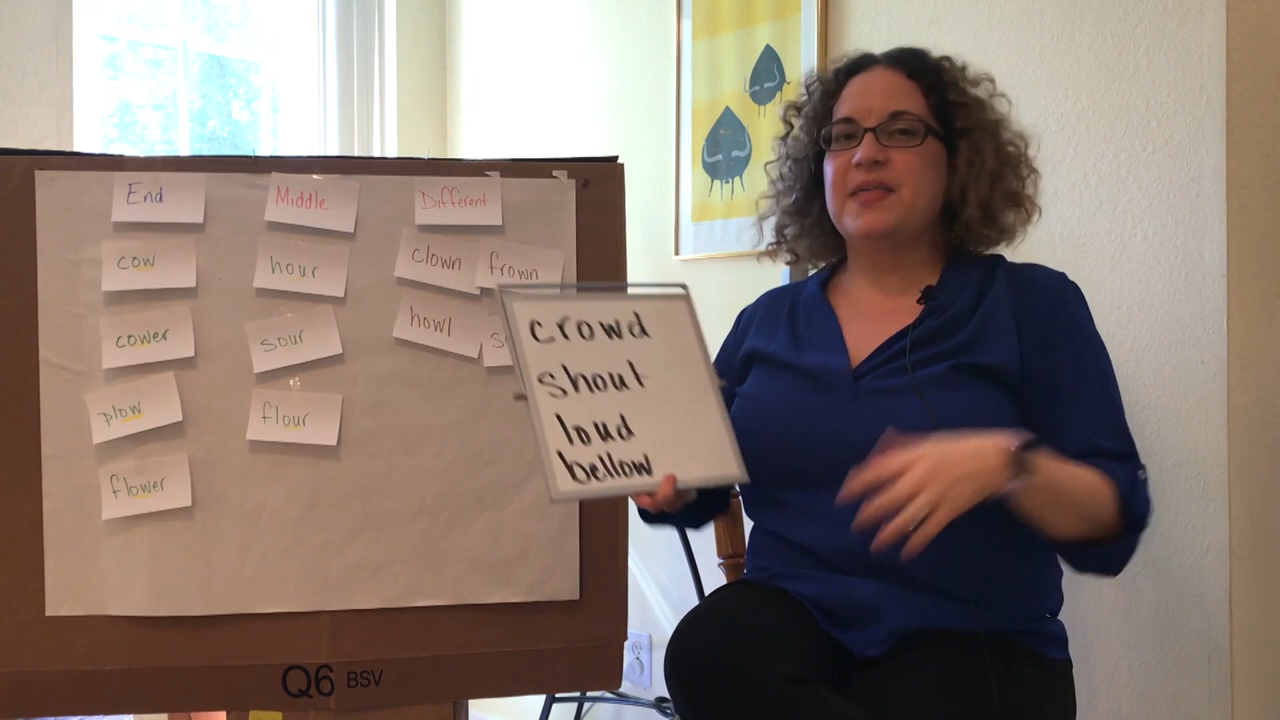 End
cow
cower
plow
flower
Middle
hour
sour
flour
Different
clown
frown
howl
crowd
shout
loud
bellow
Q6 BSV